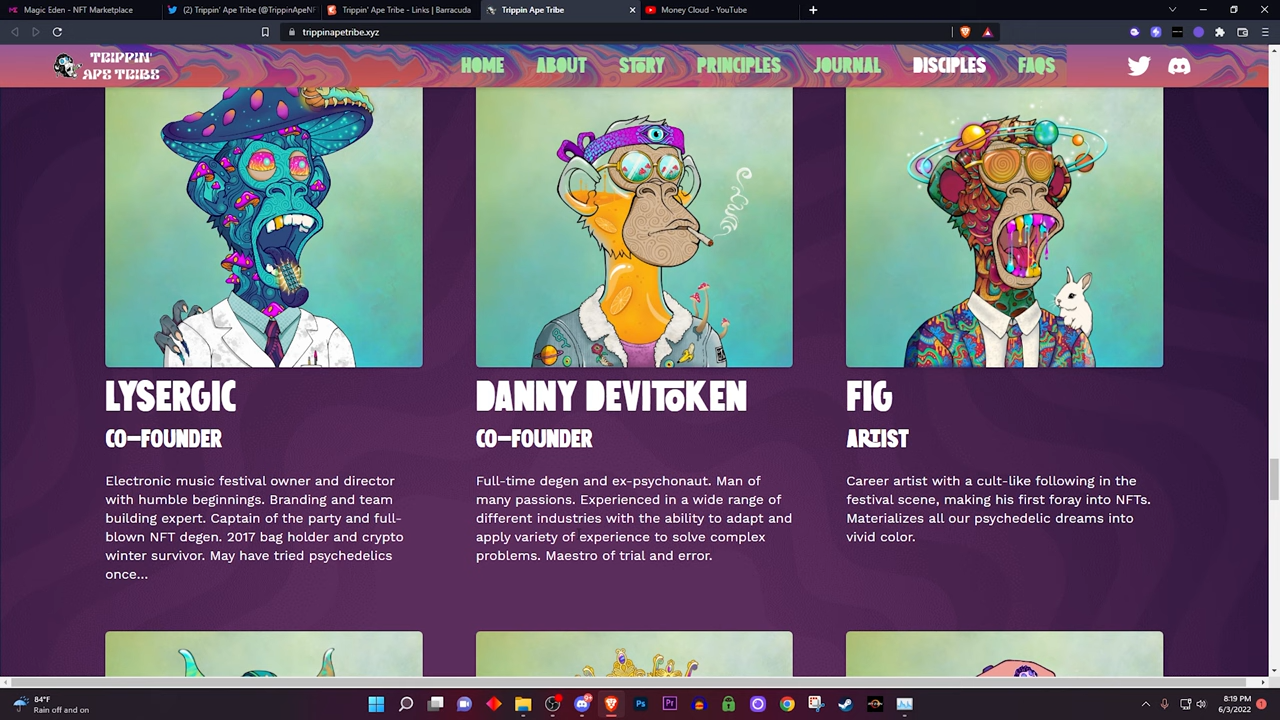 Magic Eden - NFT Marketplace
(2) Trippin' Ape Tribe (@TrippinApeNF
Trippin' Ape Tribe - Links | Barracuda
Trippin Ape Tribe
Money Cloud - YouTube
trippinapetribe.xyz
TRIPPIN'
APE TRIBE
HOME
ABOUT
STORY
PRINCIPLES
JOURNAL
DISCIPLES
FAQS
LYSERGIC
CO-FOUNDER
Electronic music festival owner and director
with humble beginnings. Branding and team
building expert. Captain of the party and full-
blown NFT degen. 2017 bag holder and crypto
winter survivor. May have tried psychedelics
once...
DANNY DEVITOKEN
CO-FOUNDER
Full-time degen and ex-psychonaut. Man of
many passions. Experienced in a wide range of
different industries with the ability to adapt and
apply variety of experience to solve complex
problems. Maestro of trial and error.
FIG
ARTIST
Career artist with a cult-like following in the
festival scene, making his first foray into NFTs.
Materializes all our psychedelic dreams into
vivid color.
84°F
Rain off and on
Ps
Pr
8:19 PM
6/3/2022